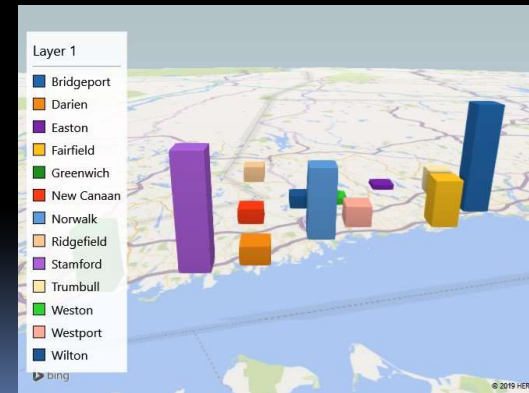 Layer 1
Bridgeport
Darien
Easton
Fairfield
Greenwich
New Canaan
Norwalk
Ridgefield
Stamford
Trumbull
Weston
Westport
Wilton
bing
© 2019 HER